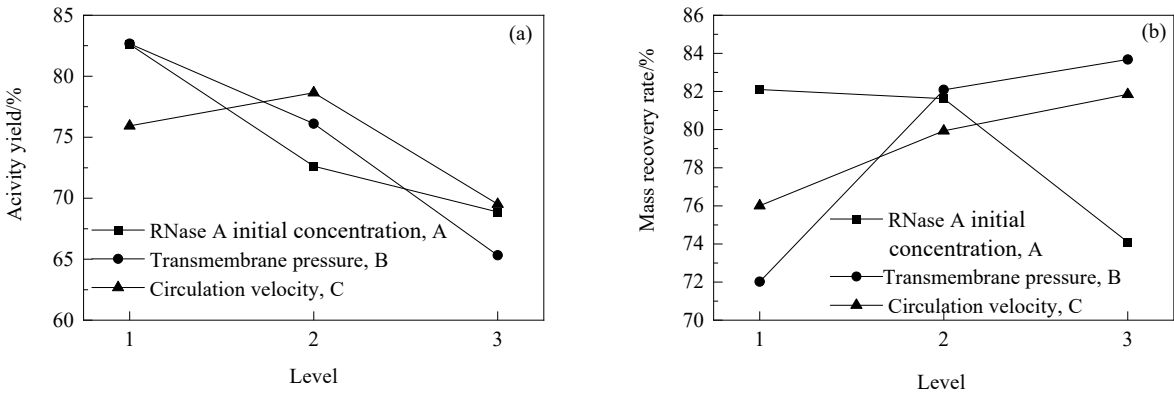 85
80
75
70
65
60
Acivity yield/%
(a)
RNase A initial concentration, A
Transmembrane pressure, B
Circulation velocity, C
1 2 3
Level
86
84
82
80
78
76
74
72
70
Mass recovery rate/%
(b)
RNase A initial
concentration, A
Transmembrane pressure, B
Circulation velocity, C
1 2 3
Level